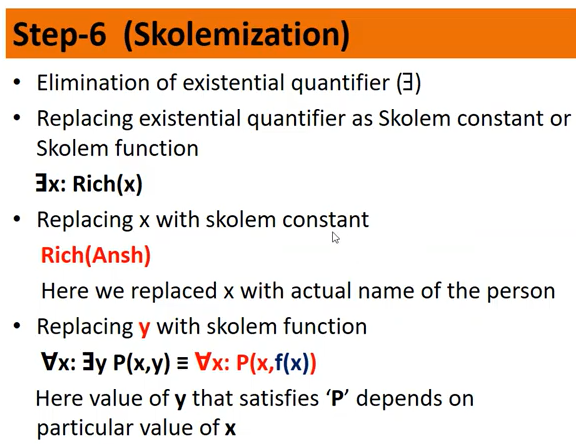 Step-6 (Skolemization)
• Elimination of existential quantifier (∃)
• Replacing existential quantifier as Skolem constant or
Skolem function
∃x: Rich(x)
• Replacing x with skolem constant
Rich(Ansh)
Here we replaced x with actual name of the person
• Replacing y with skolem function
∀x: ∃y P(x,y) ≡ ∀x: P(x,f(x))
Here value of y that satisfies ‘P’ depends on
particular value of x